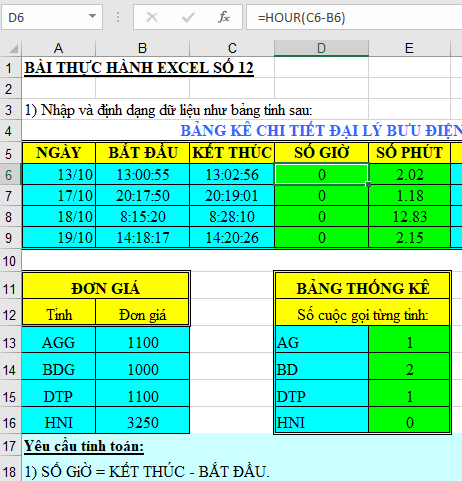 D6 fx =HOUR(C6-B6)
A B C D E
1 BÀI THỰC HÀNH EXCEL SỐ 12
2
3 1) Nhập và định dạng dữ liệu như bảng tính sau:
4 BẢNG KÊ CHI TIẾT ĐẠI LÝ BƯU ĐIỆN
5 NGÀY BẮT ĐẦU KẾT THÚC SỐ GIỜ SỐ PHÚT
6 13/10 13:00:55 13:02:56 0 2.02
7 17/10 20:17:50 20:19:01 0 1.18
8 18/10 8:15:20 8:28:10 0 12.83
9 19/10 14:18:17 14:20:26 0 2.15
10
11 ĐƠN GIÁ BẢNG THỐNG KÊ
12 Tỉnh Đơn giá Số cuộc gọi từng tỉnh:
13 AGG 1100 AG 1
14 BDG 1000 BD 2
15 DTP 1100 DTP 1
16 HNI 3250 HNI 0
17 Yêu cầu tính toán:
18 1) SỐ GiỜ = KẾT THÚC - BẮT ĐẦU.